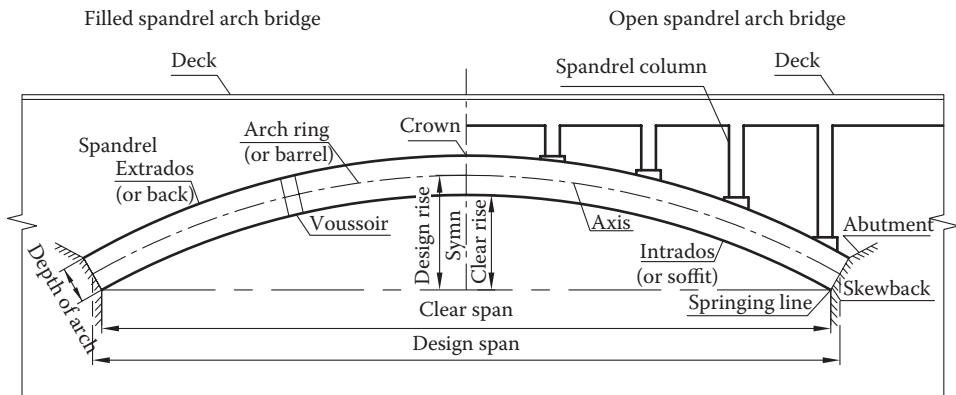 Filled spandrel arch bridge
Open spandrel arch bridge
Deck
Spandrel column
Deck
Crown
Arch ring
(or barrel)
Spandrel
Extrados
(or back)
Voussoir
Design rise
Symn
Clear rise
Axis
Abutment
Intrados
(or soffit)
Skewback
Springing line
Depth of arch
Clear span
Design span